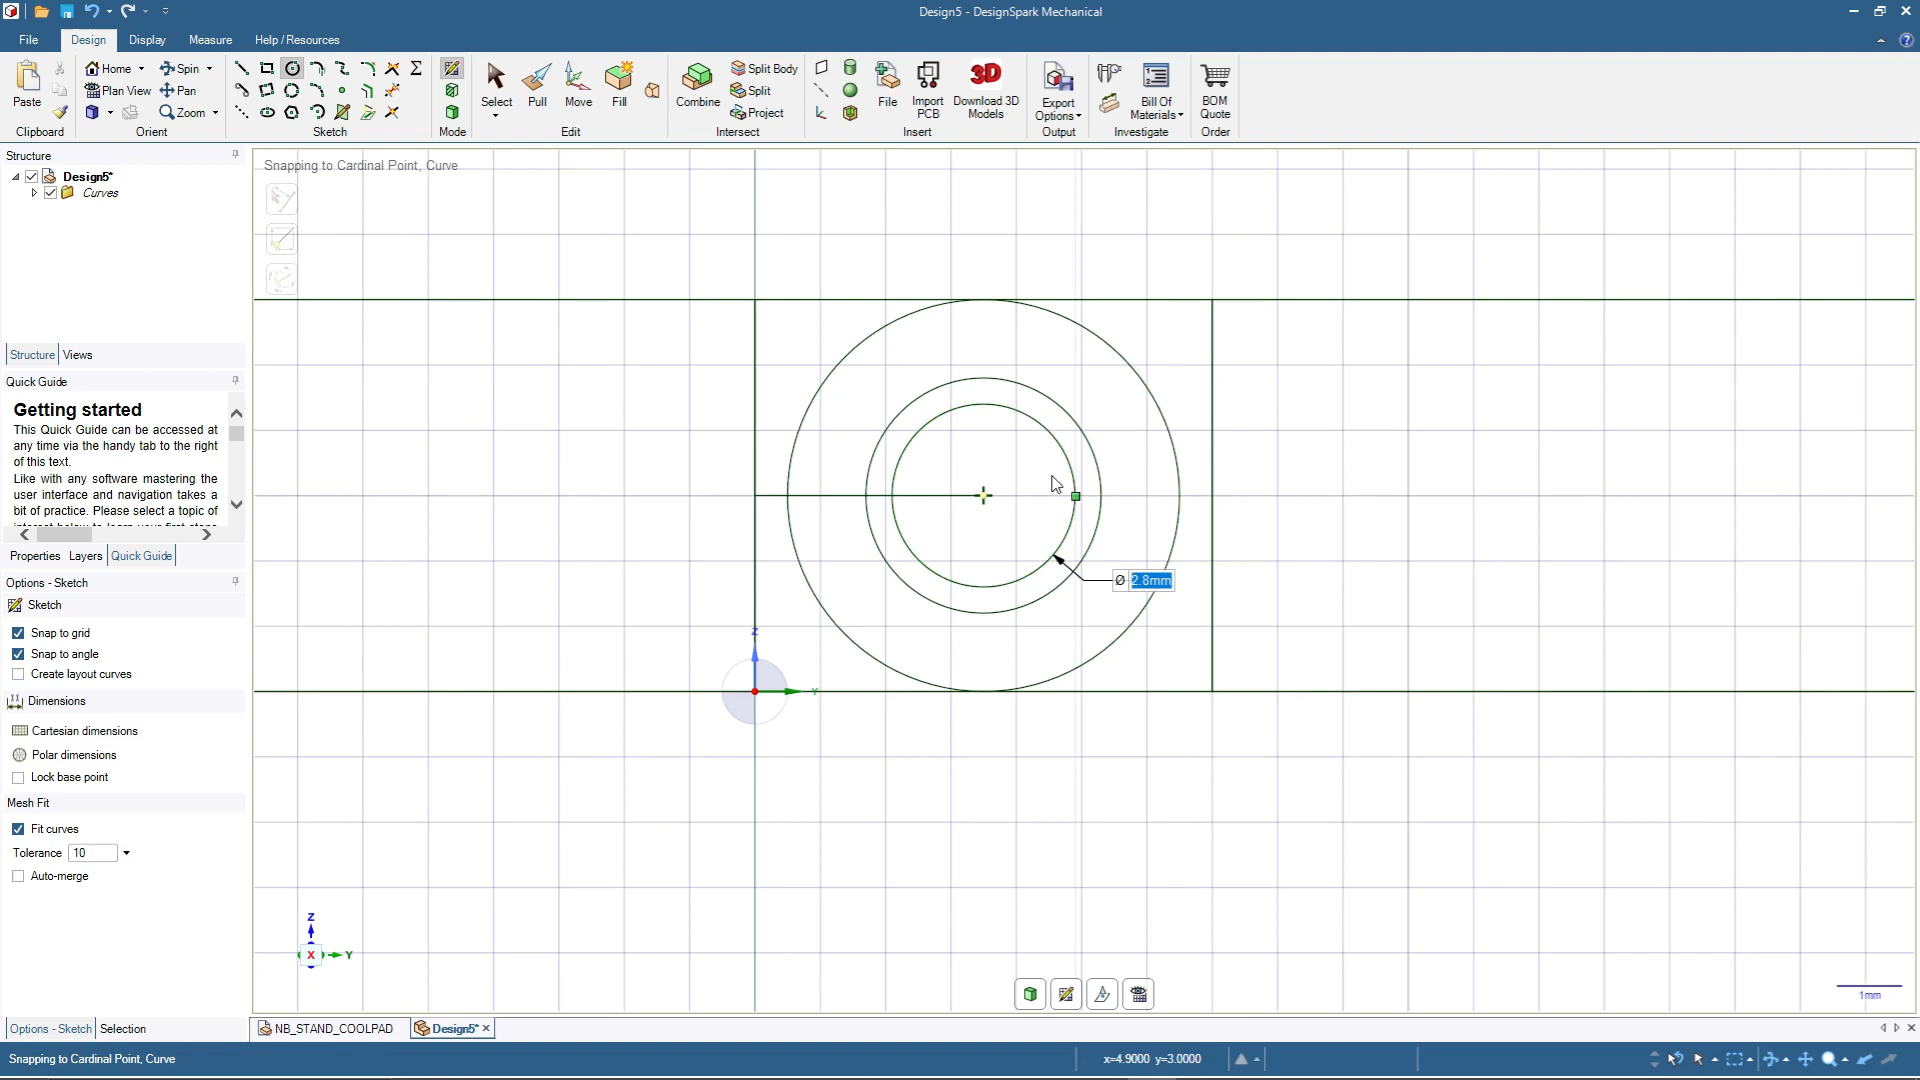 Design5 - DesignSpark Mechanical
File Design Display Measure Help / Resources
Paste
Clipboard
Home Spin
Plan View Pan
Zoom
Orient
Sketch
Mode
Select Pull Move Fill
Edit
Combine Split Body
Split
Project
Intersect
File Import PCB Download 3D Models
3D
Insert
Export Options
Output
Bill Of Materials
Investigate
BOM Quote
Order
Structure
Design5*
Curves
Structure Views
Quick Guide
Getting started
This Quick Guide can be accessed at
any time via the handy tab to the right
of this text.
Like with any software mastering the
user interface and navigation takes a
bit of practice. Please select a topic of
Properties Layers Quick Guide
Options - Sketch
Sketch
Snap to grid
Snap to angle
Create layout curves
Dimensions
Cartesian dimensions
Polar dimensions
Lock base point
Mesh Fit
Fit curves
Tolerance 10
Auto-merge
Options - Sketch Selection
Snapping to Cardinal Point, Curve
Ø 2.8mm
Z
Y
Z
X Y
1mm
NB_STAND_COOLPAD Design5*
Snapping to Cardinal Point, Curve
x=4.9000 y=3.0000